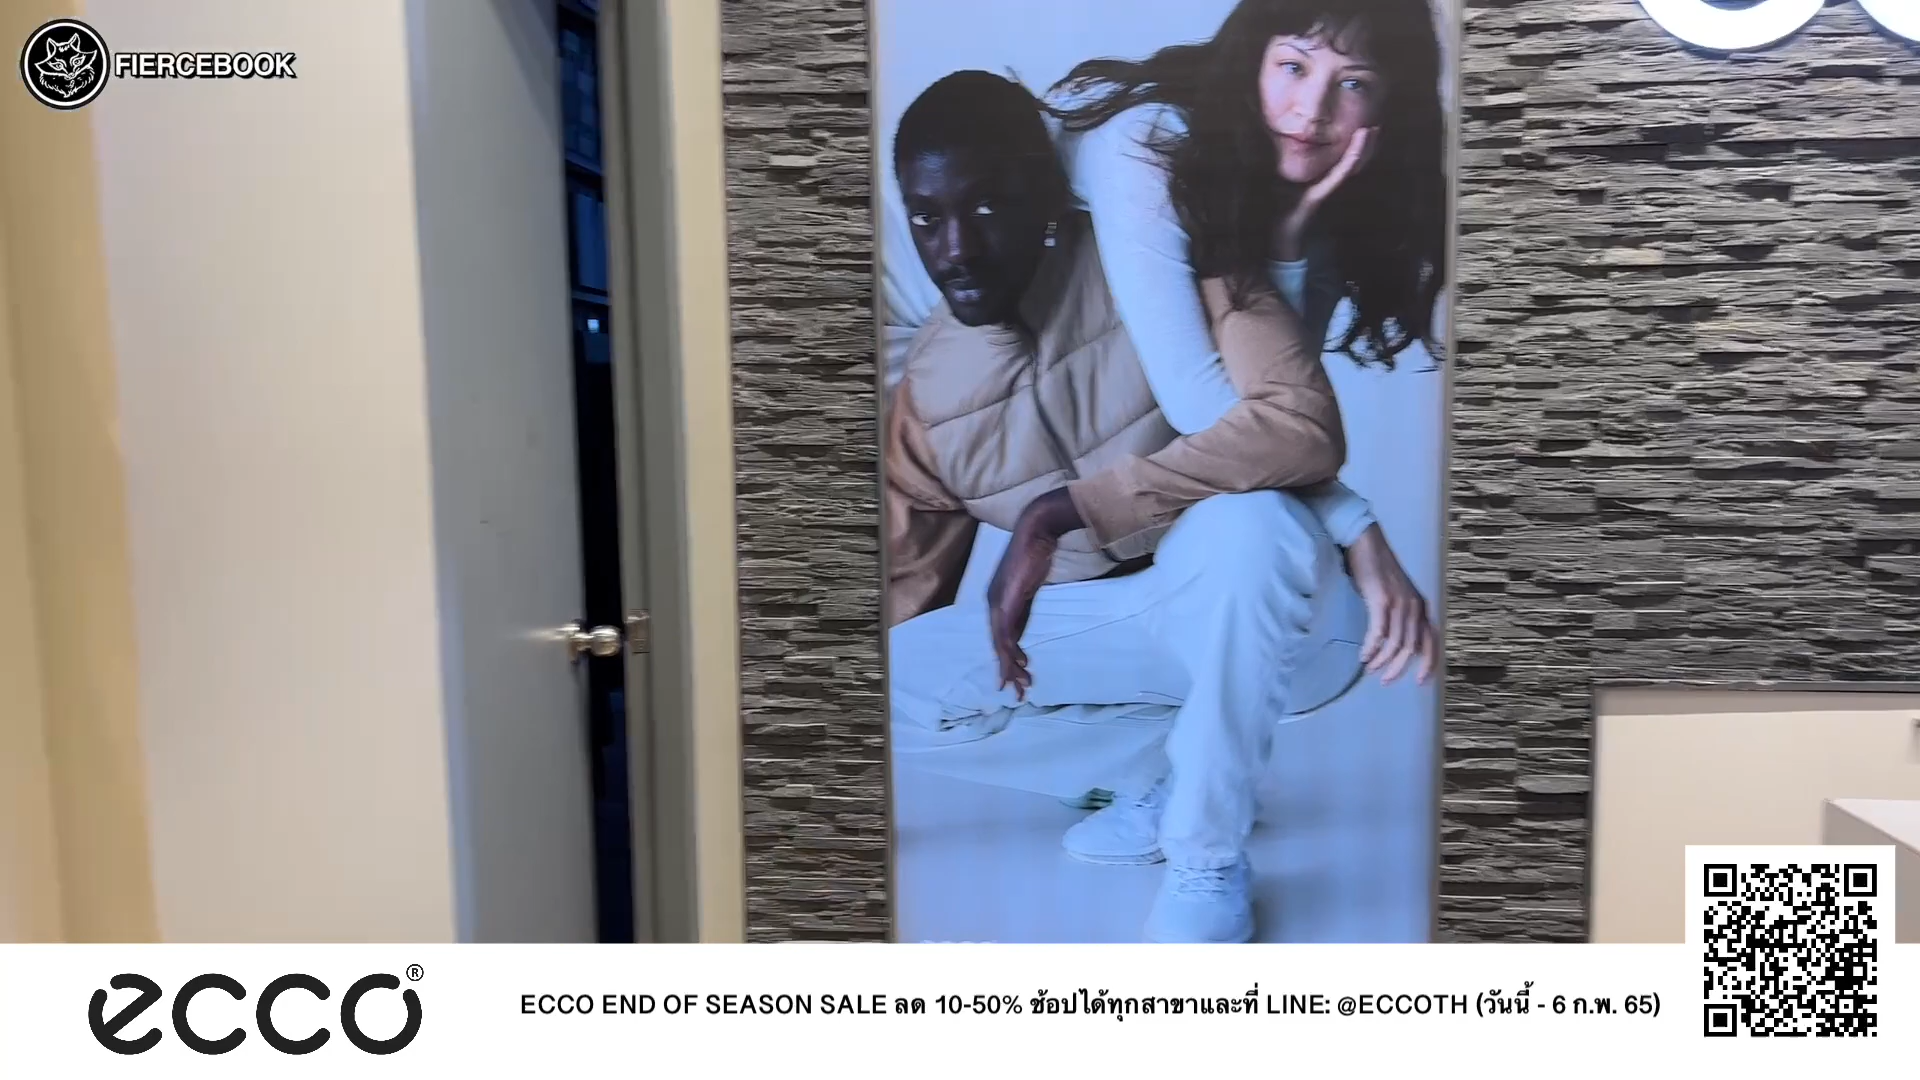 FIERCEBOOK
ecco®
ECCO END OF SEASON SALE ลด 10-50% ช้อปได้ทุกสาขาและที่ LINE: @ECCOTH (วันนี้ - 6 ก.พ. 65)